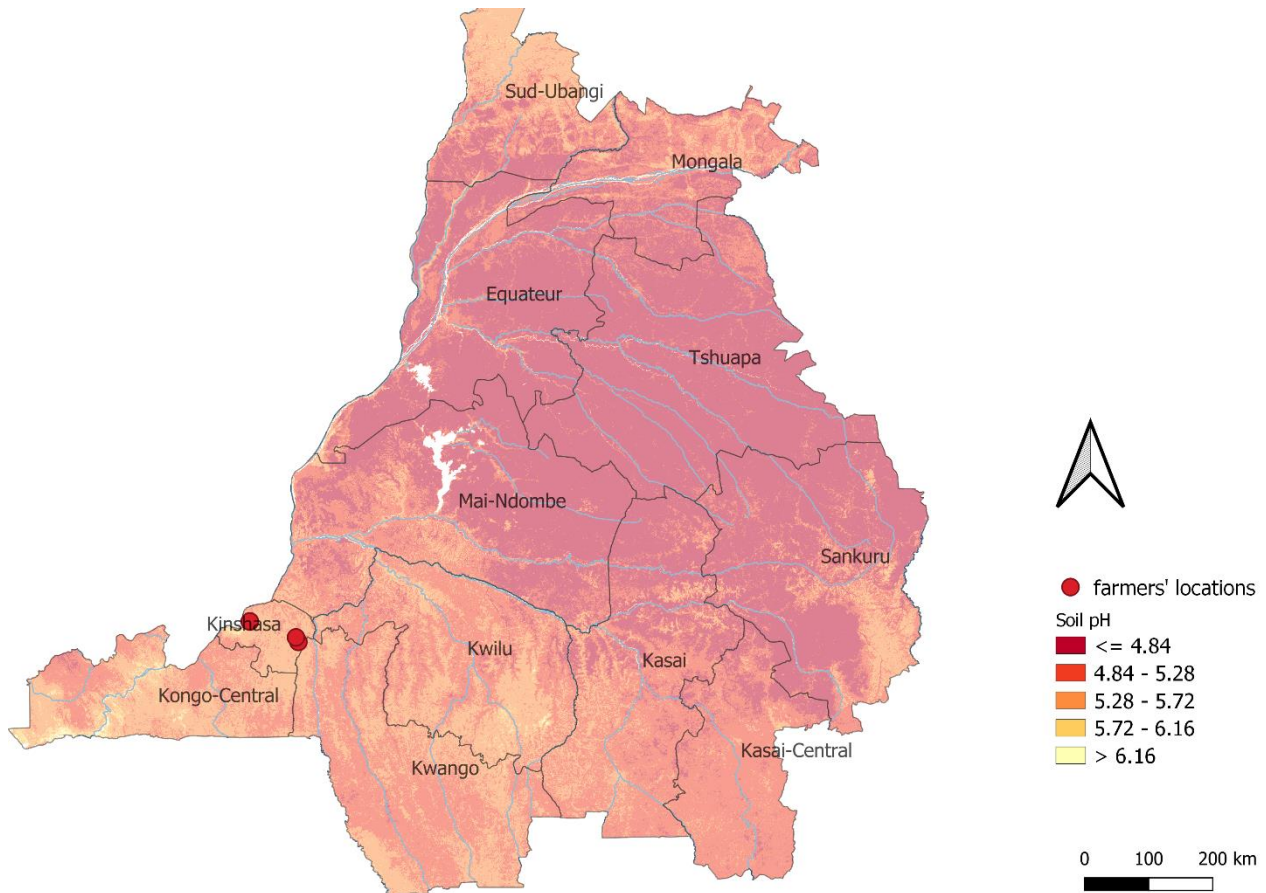 Sud-Ubangi
Mongala
Equateur
Tshuapa
Mai-Ndombe
Sankuru
Kinshasa
Kwilu
Kasai
Kongo-Central
Kasai-Central
Kwango
farmers' locations
Soil pH
<= 4.84
4.84 - 5.28
5.28 - 5.72
5.72 - 6.16
> 6.16
0 100 200 km